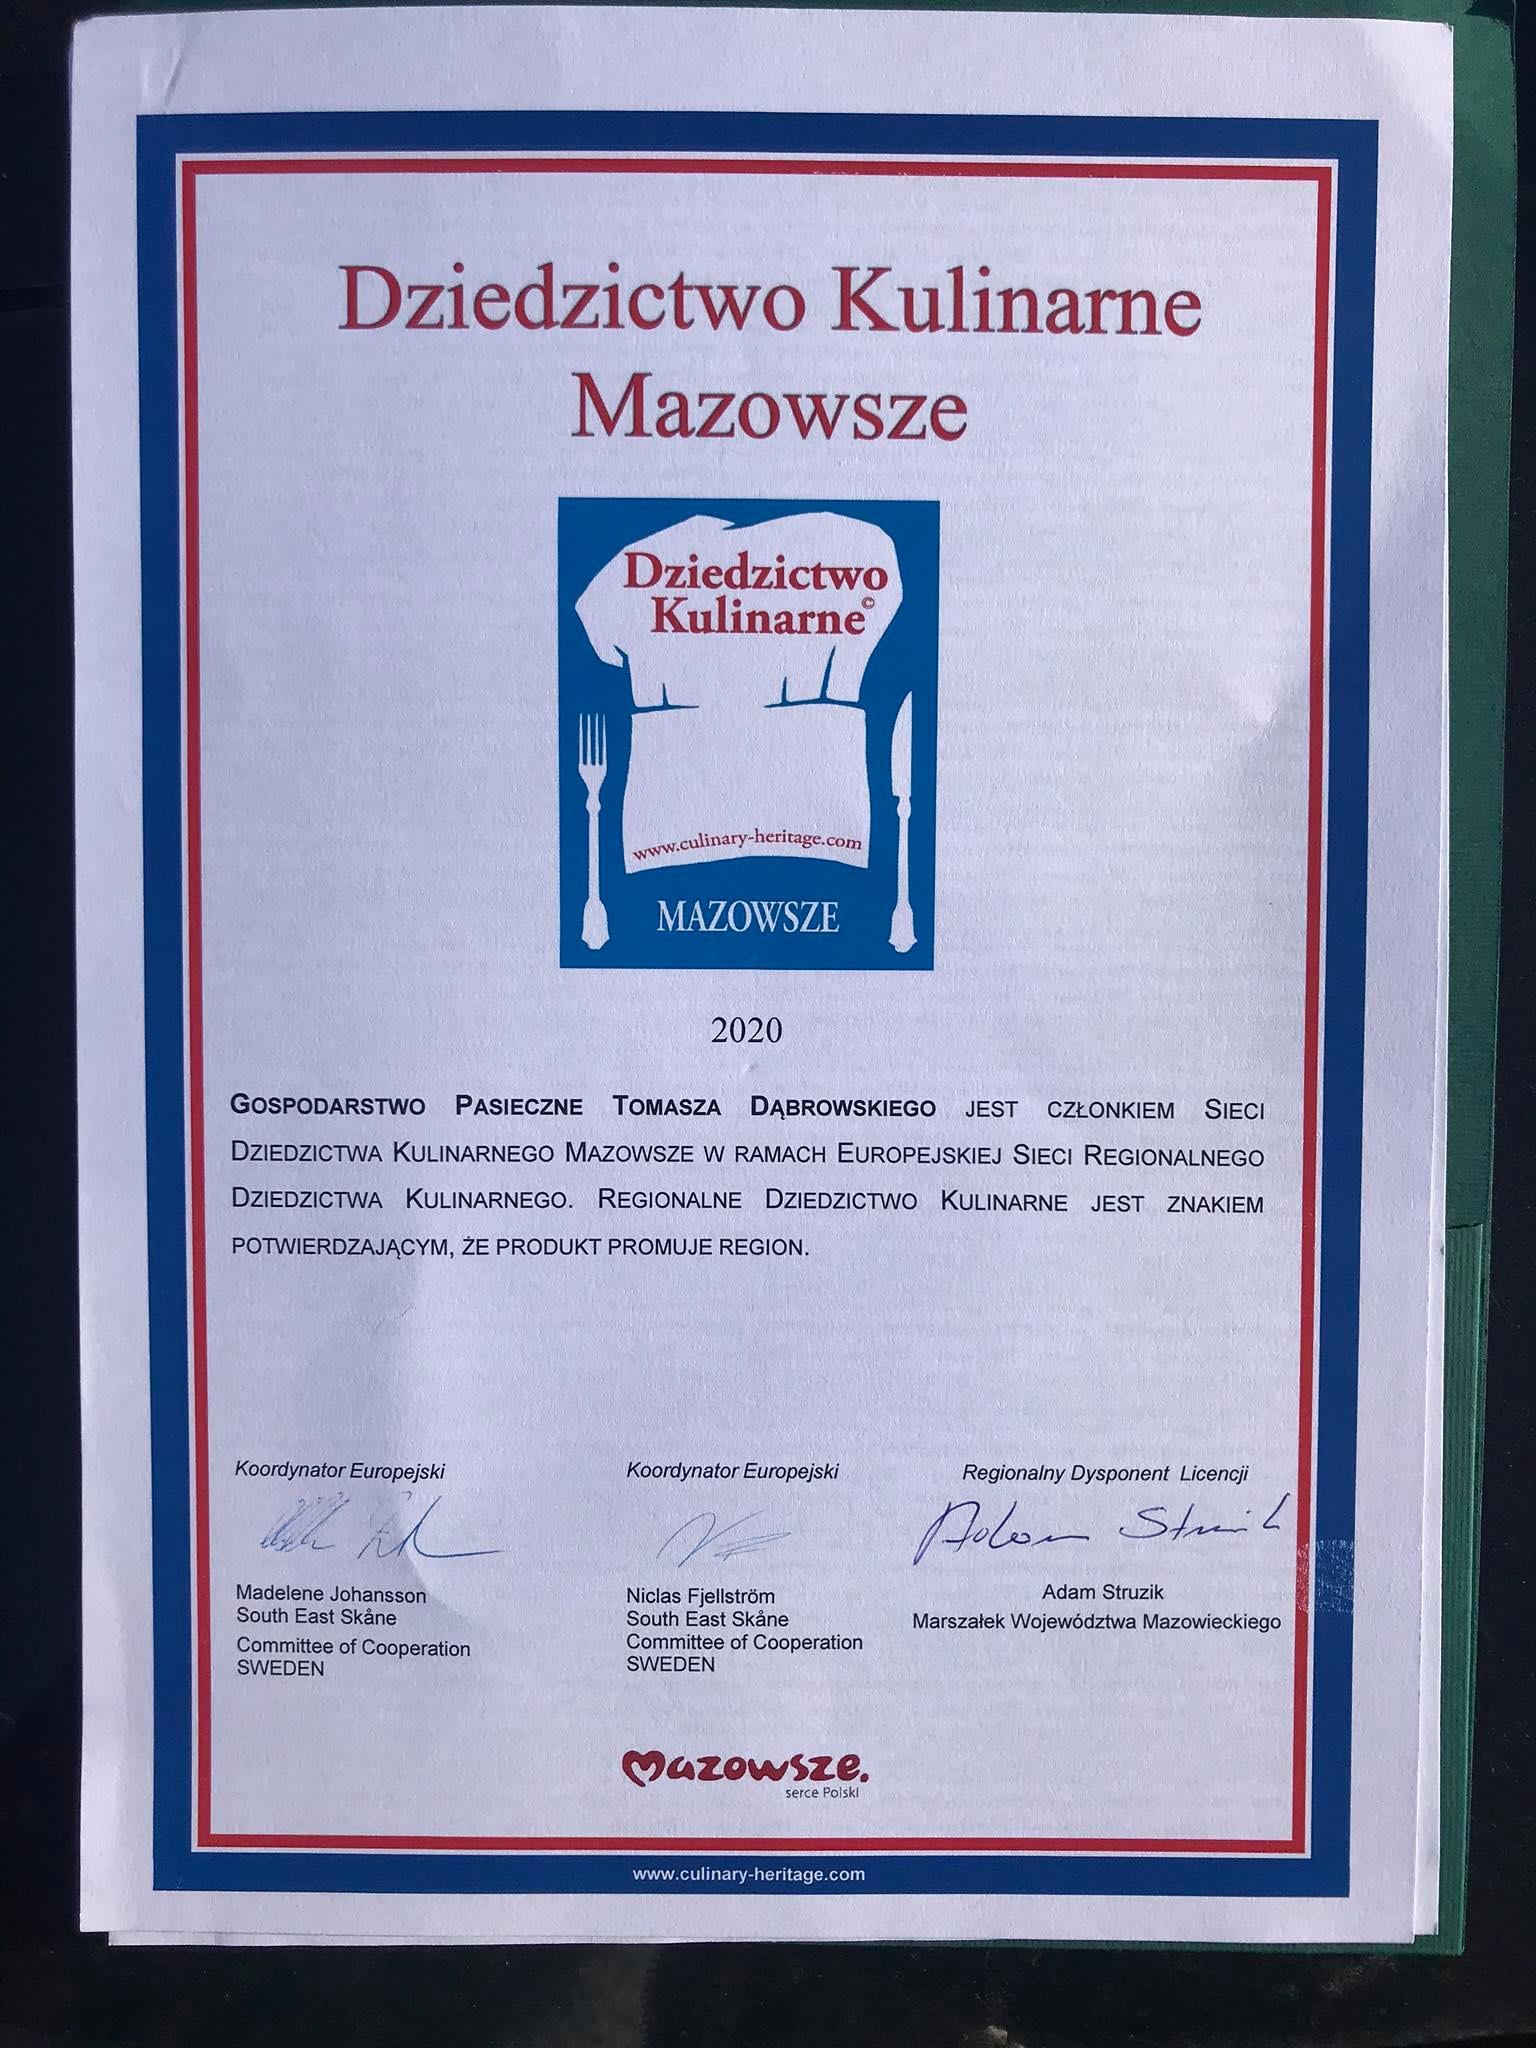 Dziedzictwo Kulinarne
Mazowsze
Dziedzictwo
Kulinarne©
www.culinary-heritage.com
MAZOWSZE
2020
GOSPODARSTWO PASIECZNE TOMASZA DĄBROWSKIEGO JEST CZŁONKIEM SIECI
DZIEDZICTWA KULINARNEGO MAZOWSZE W RAMACH EUROPEJSKIEJ SIECI REGIONALNEGO
DZIEDZICTWA KULINARNEGO. REGIONALNE DZIEDZICTWO KULINARNE JEST ZNAKIEM
POTWIERDZAJĄCYM, ŻE PRODUKT PROMUJE REGION.
Koordynator Europejski
Madelene Johansson
South East Skåne
Committee of Cooperation
SWEDEN
Koordynator Europejski
Niclas Fjellström
South East Skåne
Committee of Cooperation
SWEDEN
Regionalny Dysponent Licencji
Adam Struzik
Adam Struzik
Marszałek Województwa Mazowieckiego
mazowsze.
serce Polski
www.culinary-heritage.com